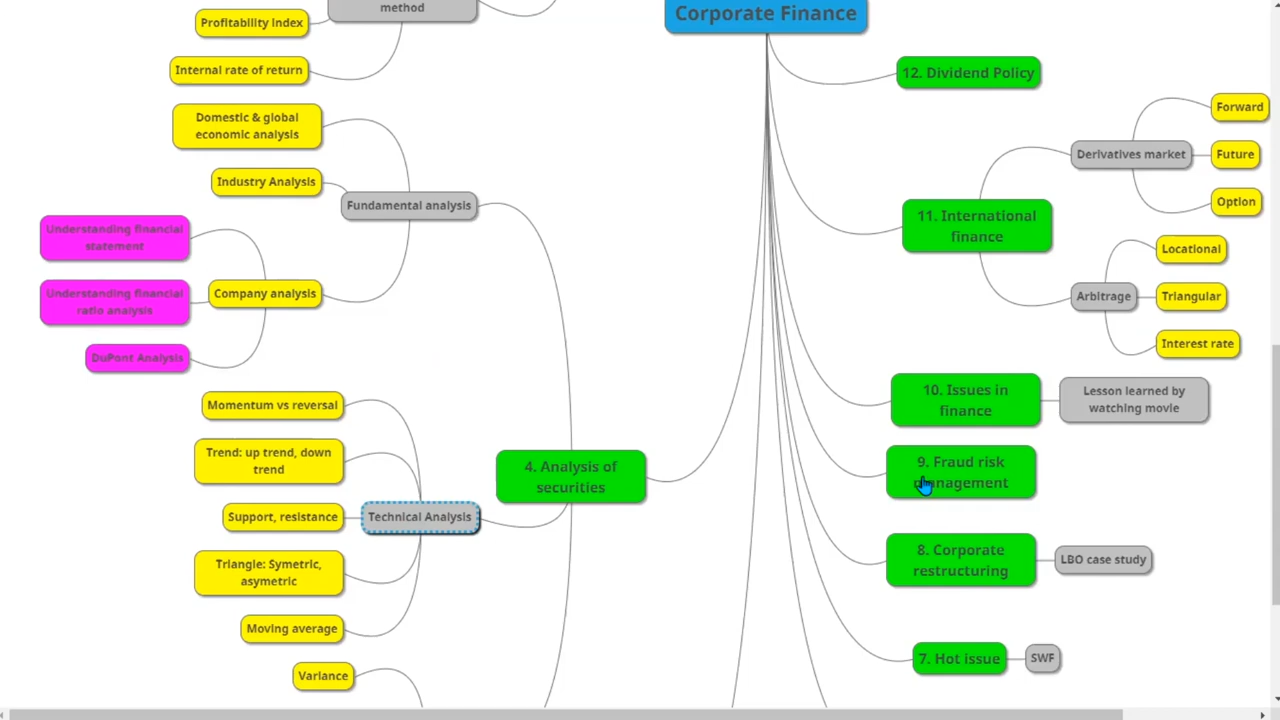 method
Profitability Index
Internal rate of return
Domestic & global
economic analysis
Industry Analysis
Fundamental analysis
Understanding financial
statement
Understanding financial
ratio analysis
Company analysis
DuPont Analysis
Momentum vs reversal
Trend: up trend, down
trend
Support, resistance
Technical Analysis
Triangle: Symetric,
asymetric
Moving average
Variance
4. Analysis of
securities
Corporate Finance
12. Dividend Policy
11. International
finance
Derivatives market
Forward
Future
Option
Arbitrage
Locational
Triangular
Interest rate
10. Issues in
finance
Lesson learned by
watching movie
9. Fraud risk
management
8. Corporate
restructuring
LBO case study
7. Hot issue
SWF